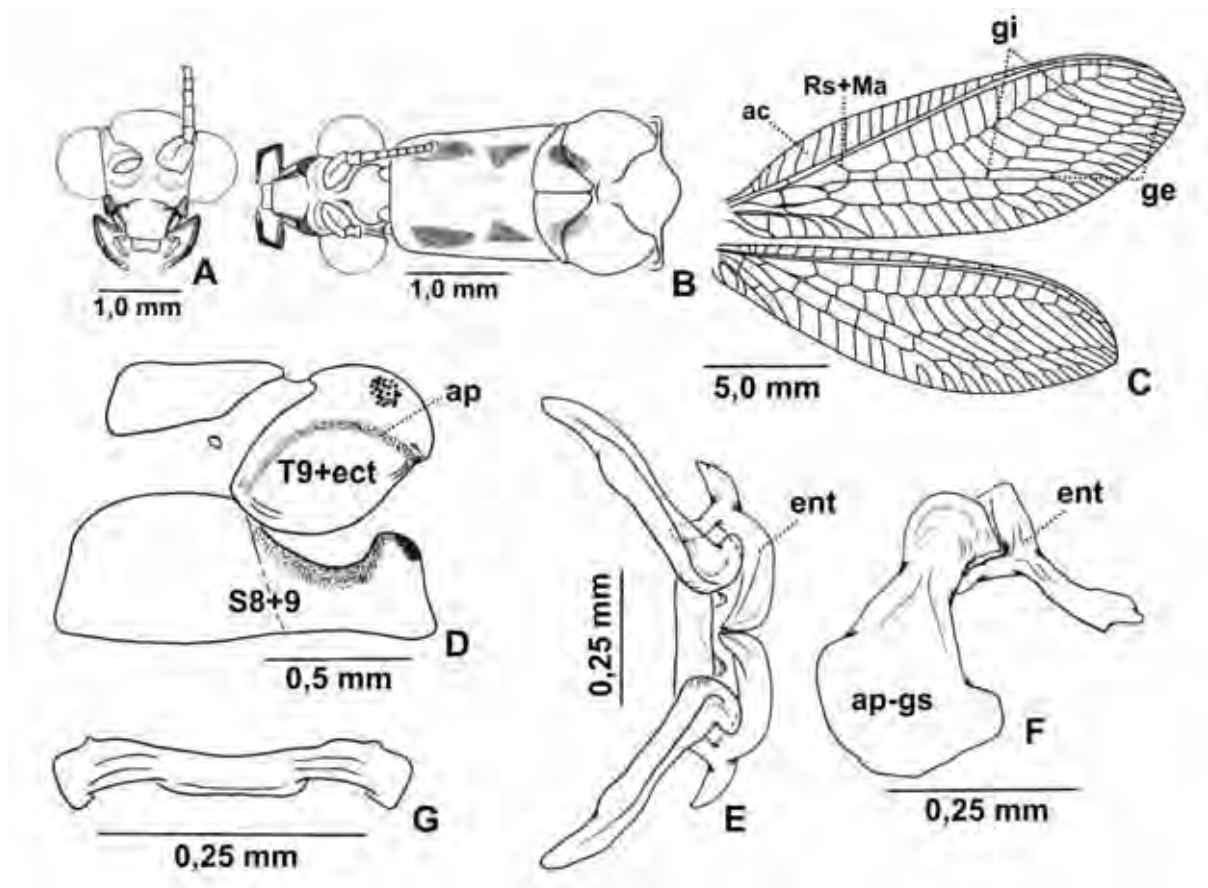 gi
Rs+Ma
ac
ge
A
1,0 mm
B
1,0 mm
C
5,0 mm
ap
T9+ect
S8+9
D
0,5 mm
ent
0,25 mm
E
ent
ap-gs
F
0,25 mm
G
0,25 mm